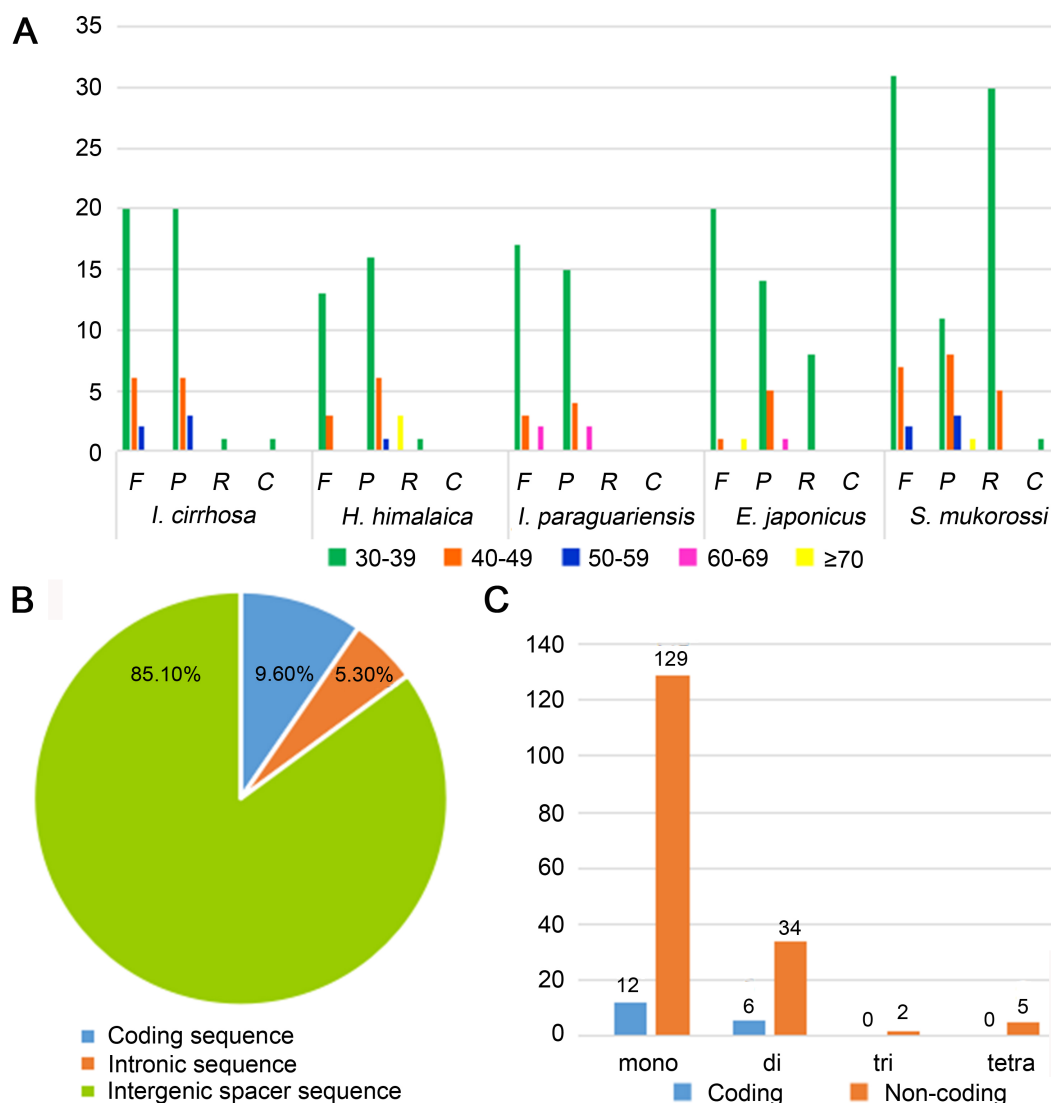 A
35
30
25
20
15
10
5
0
F P R C F P R C F P R C F P R C F P R C
I. cirrhosa H. himalaica I. paraguariensis E. japonicus S. mukorossi
30-39 40-49 50-59 60-69 ≥70
B
85.10% 9.60% 5.30%
Coding sequence
Intronic sequence
Intergenic spacer sequence
C
140
120
100
80
60
40
20
0
12 129 6 34 0 2 0 5
mono di tri tetra
Coding Non-coding